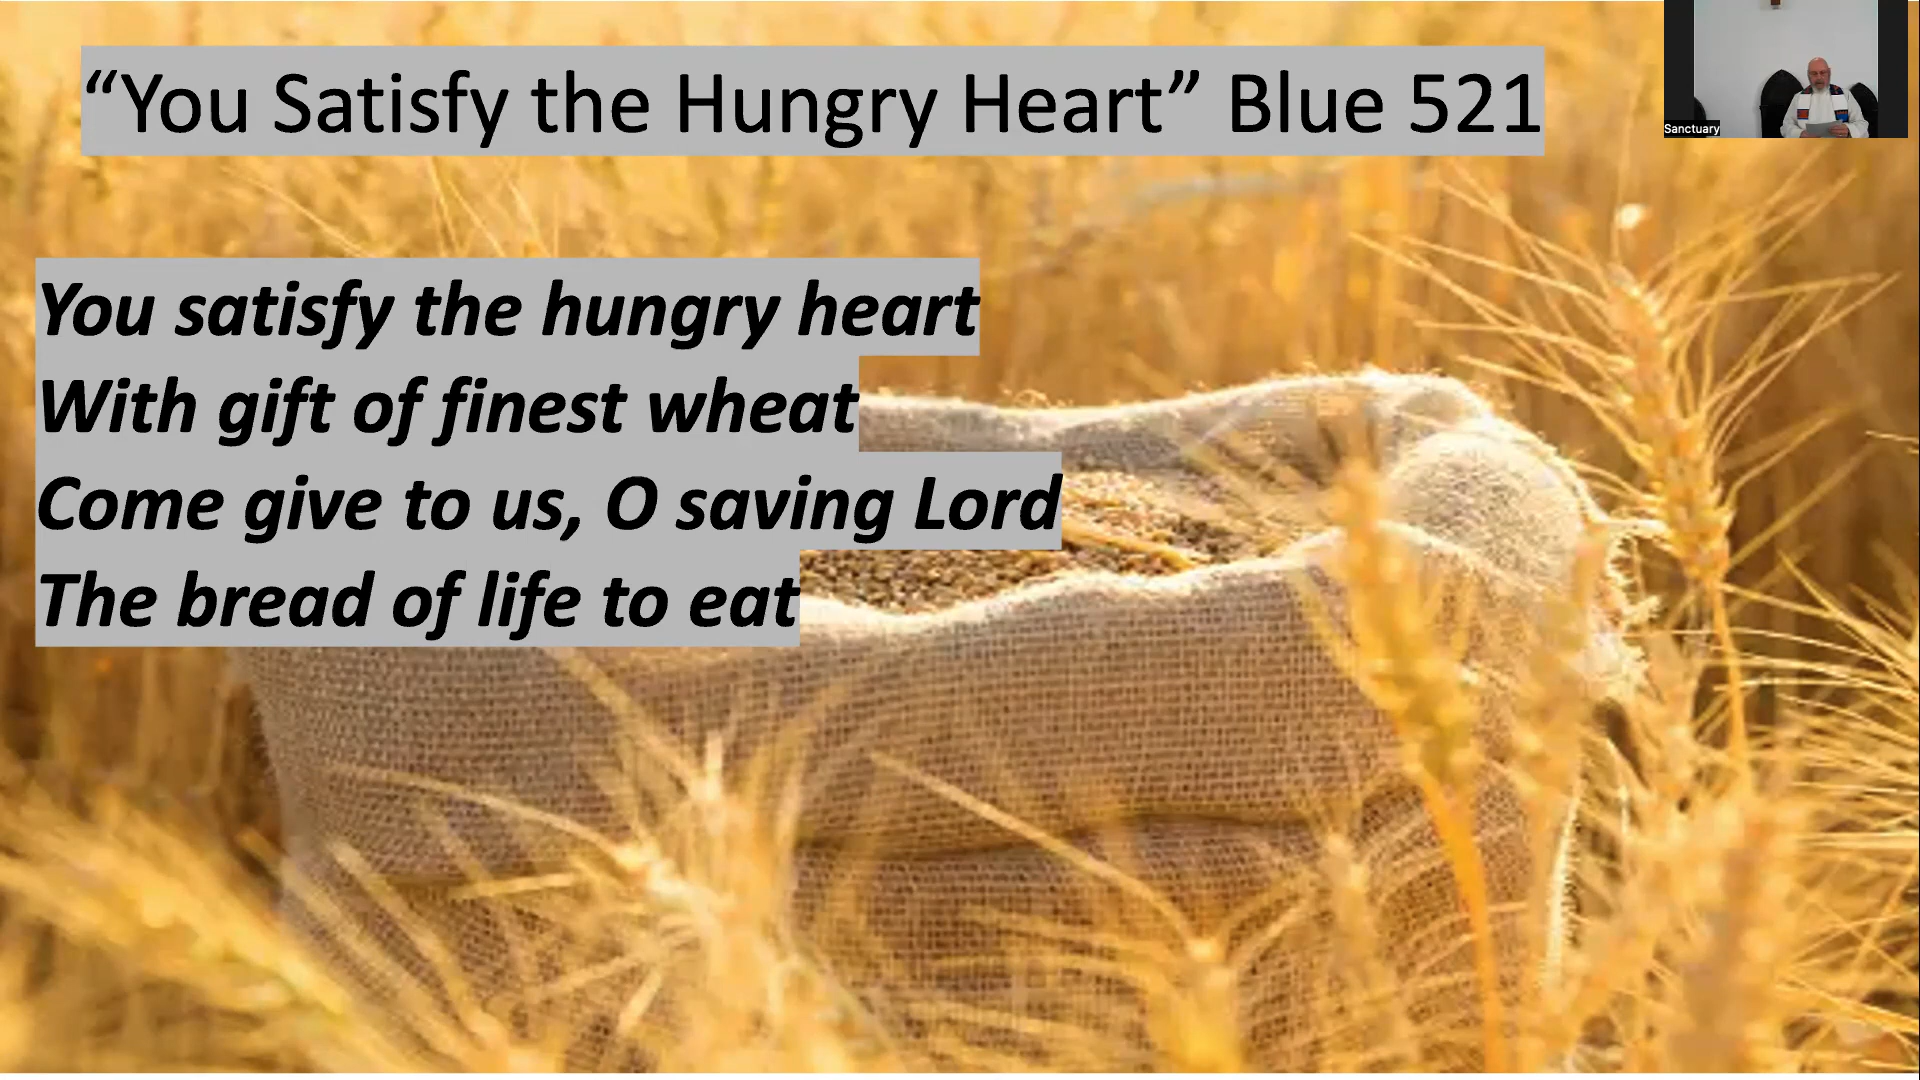 “You Satisfy the Hungry Heart” Blue 521
Sanctuary
You satisfy the hungry heart
With gift of finest wheat
Come give to us, O saving Lord
The bread of life to eat